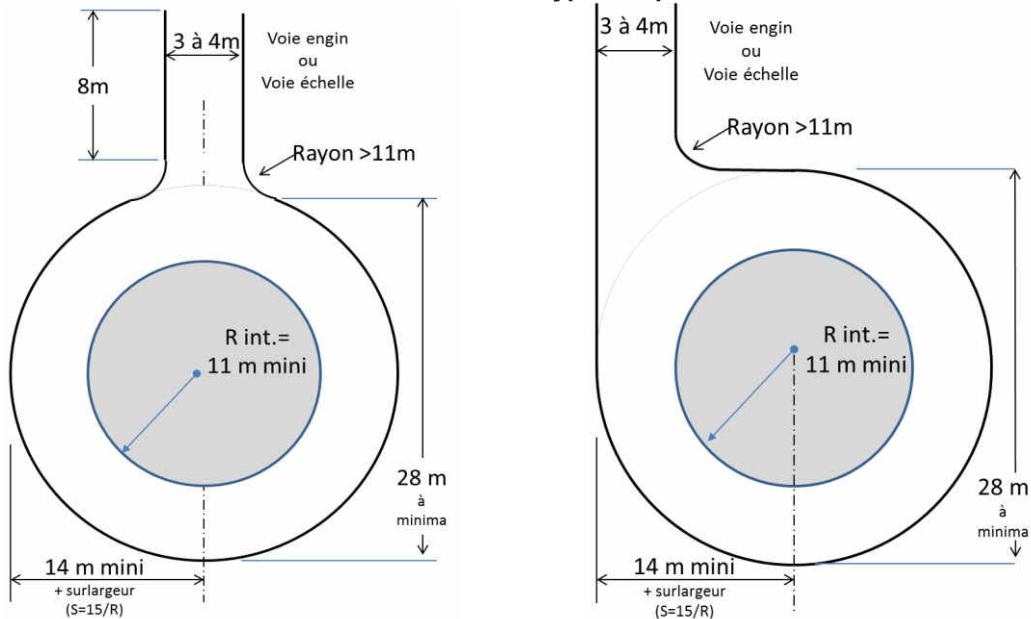 3 à 4m
Voie engin
ou
Voie échelle
8m
Rayon >11m
R int.=
11 m mini
28 m
à
minima
14 m mini
+ surlargeur
(S=15/R)
3 à 4m
Voie engin
ou
Voie échelle
Rayon >11m
R int.=
11 m mini
28 m
à
minima
14 m mini
+ surlargeur
(S=15/R)